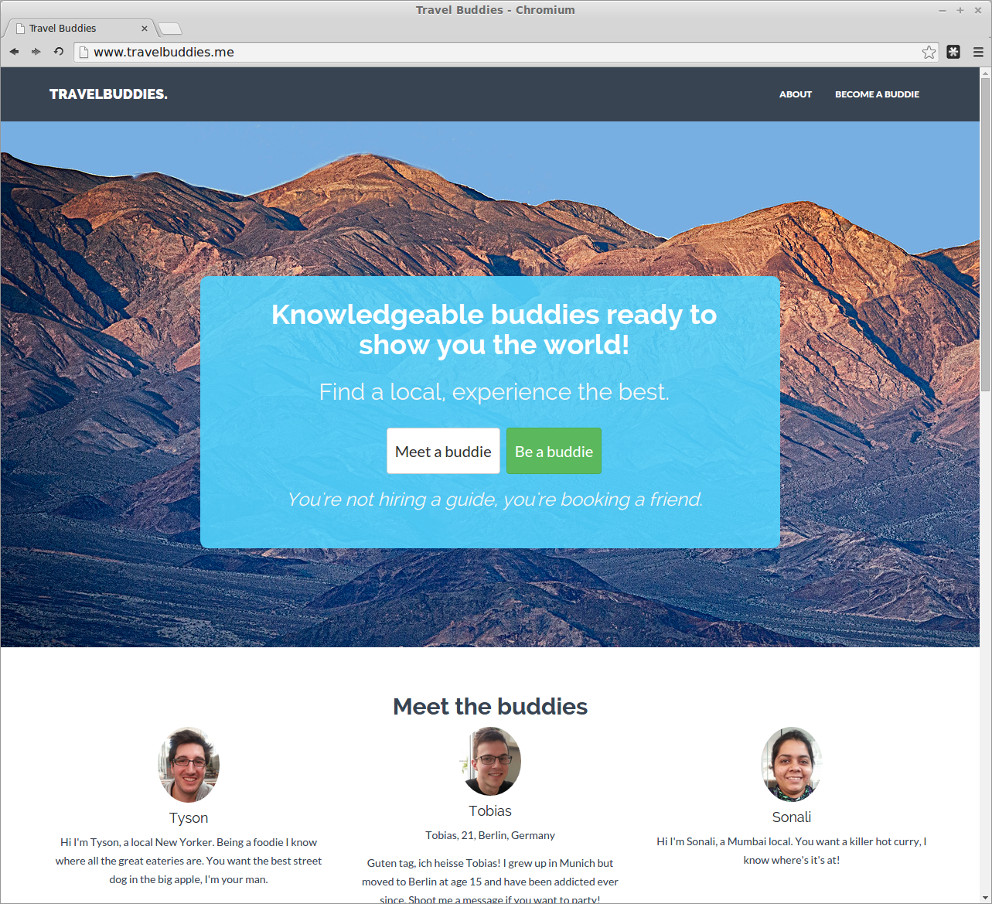 Travel Buddies - Chromium
Travel Buddies
www.travelbuddies.me
TRAVELBUDDIES.
ABOUT
BECOME A BUDDIE
Knowledgeable buddies ready to
show you the world!
Find a local, experience the best.
Meet a buddie
Be a buddie
You're not hiring a guide, you're booking a friend.
Meet the buddies
Tyson
Hi I'm Tyson, a local New Yorker. Being a foodie I know
where all the great eateries are. You want the best street
dog in the big apple, I'm your man.
Tobias
Tobias, 21, Berlin, Germany
Guten tag, ich heisse Tobias! I grew up in Munich but
moved to Berlin at age 15 and have been addicted ever
since. Shoot me a message if you want to party!
Sonali
Hi I'm Sonali, a Mumbai local. You want a killer hot curry, I
know where's it's at!